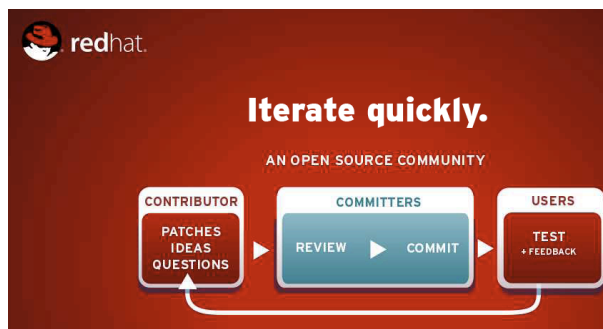 redhat.
Iterate quickly.
AN OPEN SOURCE COMMUNITY
CONTRIBUTOR
PATCHES
IDEAS
QUESTIONS
COMMITTERS
REVIEW
COMMIT
USERS
TEST
+ FEEDBACK